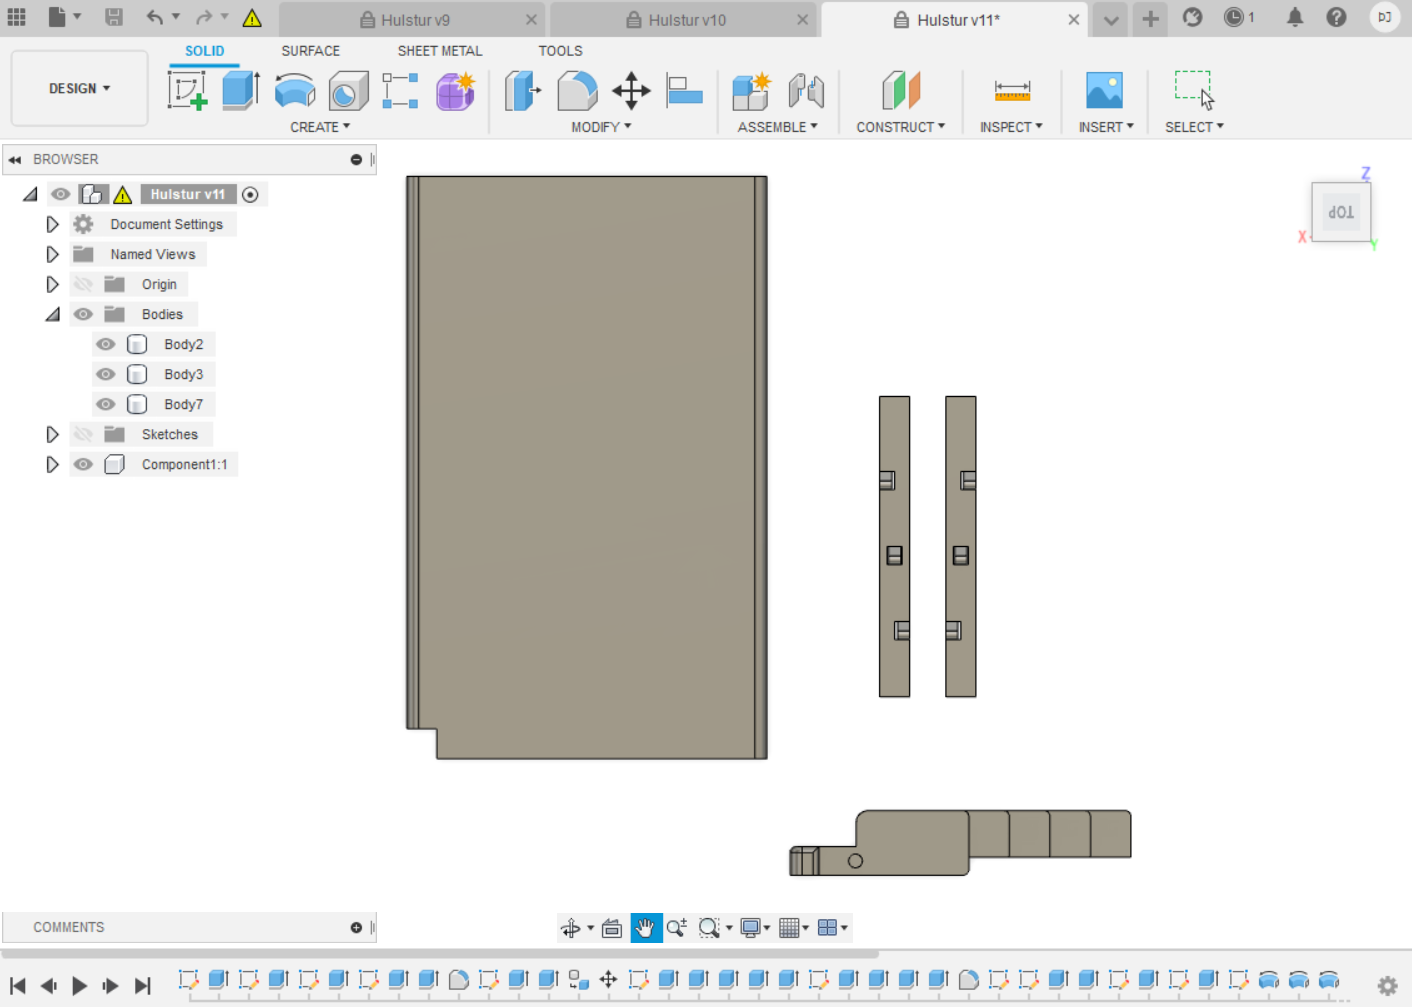 Hulstur v9
Hulstur v10
Hulstur v11*
1
DJ
DESIGN
SOLID
SURFACE
SHEET METAL
TOOLS
CREATE
MODIFY
ASSEMBLE
CONSTRUCT
INSPECT
INSERT
SELECT
BROWSER
Hulstur v11
Document Settings
Named Views
Origin
Bodies
Body2
Body3
Body7
Sketches
Component1:1
Z
TOP
X
Y
COMMENTS